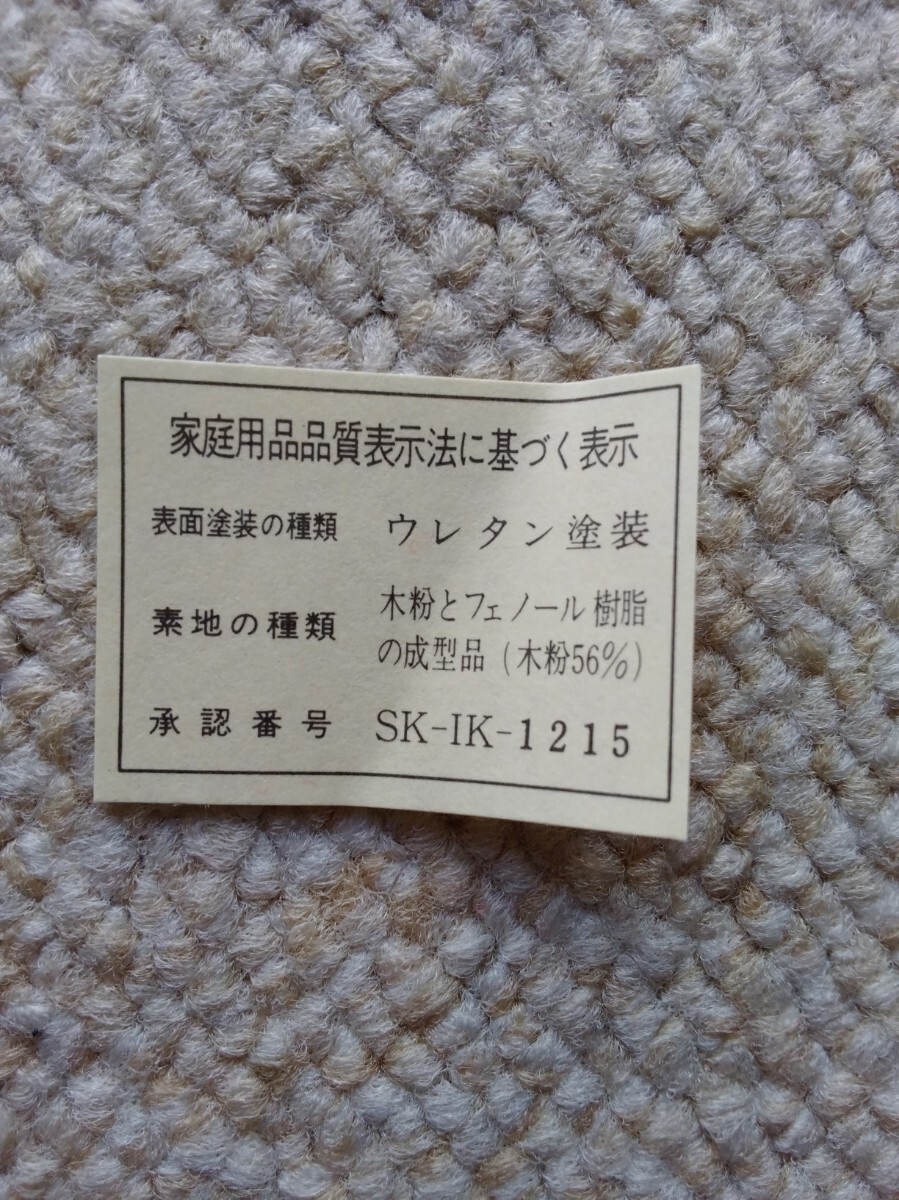 家庭用品品質表示法に基づく表示
表面塗装の種類 ウレタン塗装
素地の種類 木粉とフェノール樹脂
の成型品(木粉56%)
承認番号 SK-IK-1215